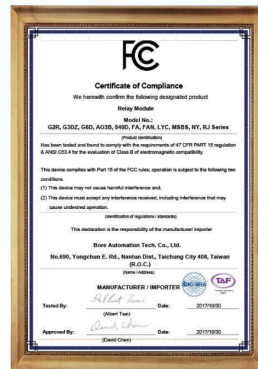 FCC
Certificate of Compliance
We herewith confirm the following designated product
Relay Module
Model No.:
G2R, G3DZ, G6D, AO3B, 840D, FA, FAN, LYC, MSBS, NY, RJ Series
(Product identification)
Has been tested and found to comply with the requirements of 47 CFR PART 15 regulation
& ANSI C63.4 for the evaluation of Class B of electromagnetic compatibility.
This device complies with Part 15 of the FCC rules; operation is subject to the following two
conditions.
(1) This device may not cause harmful interference and,
(2) This device must accept any interference received, including interference that may
cause undesired operation.
(identification of regulations / standards)
This declaration is the responsibility of the manufacturer/ importer
Bore Automation Tech. Co., Ltd.
No.690, Yongchun E. Rd., Nantun Dist., Taichung City 408, Taiwan
(R.O.C.)
(Name / Address)
MANUFACTURER / IMPORTER
ilac-MRA
TAF
Tested By:
Albert Tsai
Date:
2017/10/30
(Albert Tsai)
Approved By:
David Chen
Date:
2017/10/30
(David Chen)